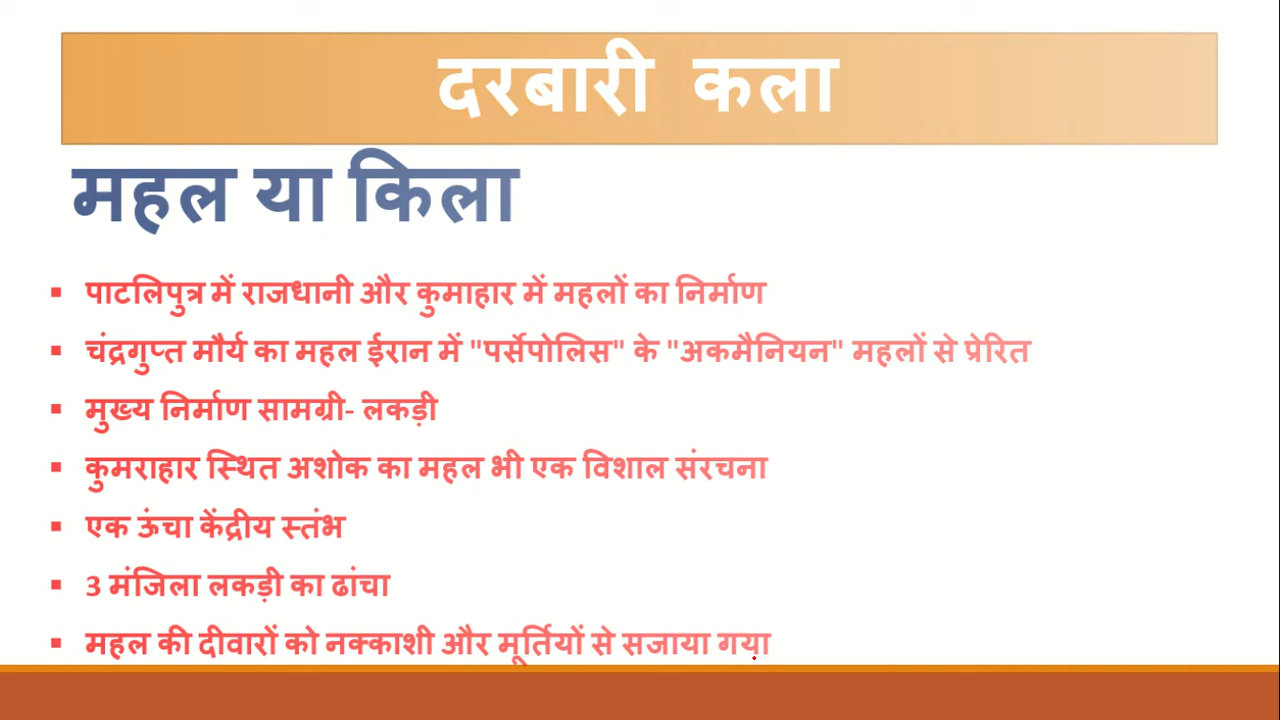 दरबारी कला
महल या किला
▪ पाटलिपुत्र में राजधानी और कुमाहार में महलों का निर्माण
▪ चंद्रगुप्त मौर्य का महल ईरान में "पर्सेपोलिस" के "अकमैनियन" महलों से प्रेरित
▪ मुख्य निर्माण सामग्री- लकड़ी
▪ कुमराहार स्थित अशोक का महल भी एक विशाल संरचना
▪ एक ऊंचा केंद्रीय स्तंभ
▪ 3 मंजिला लकड़ी का ढांचा
▪ महल की दीवारों को नक्काशी और मूर्तियों से सजाया गया